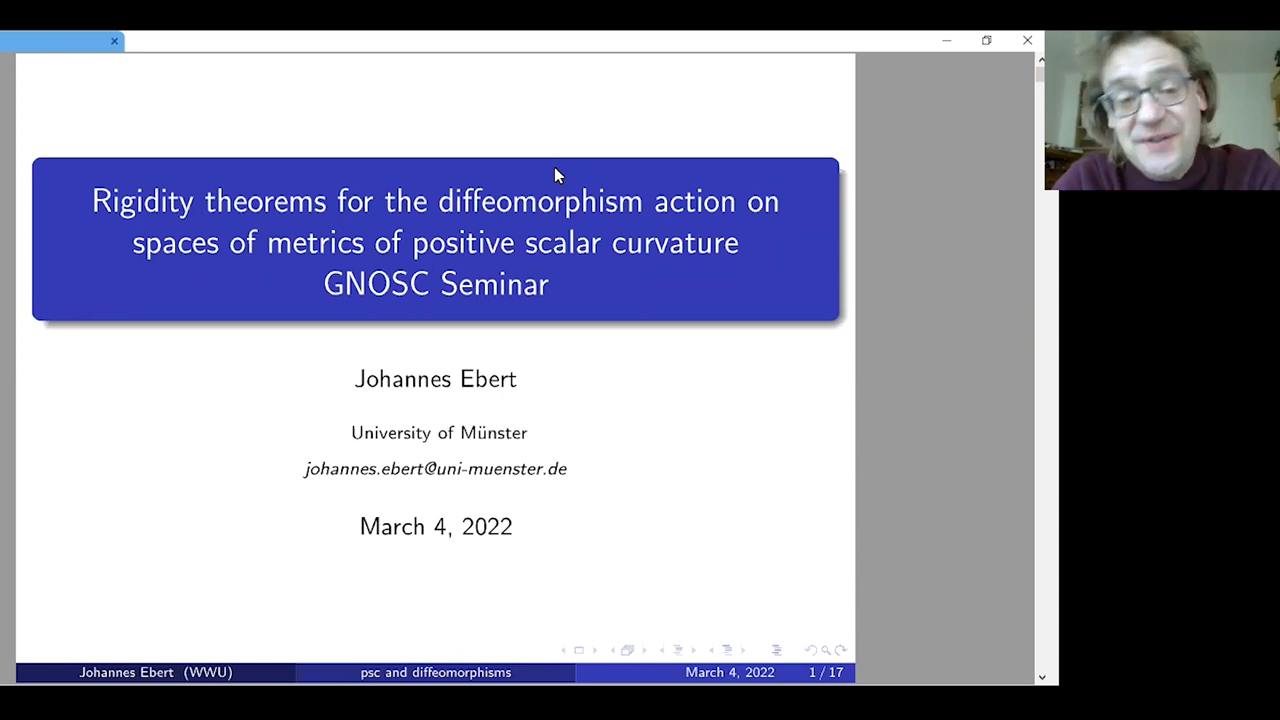 Rigidity theorems for the diffeomorphism action on
spaces of metrics of positive scalar curvature
GNOSC Seminar
Johannes Ebert
University of Münster
johannes.ebert@uni-muenster.de
March 4, 2022
Johannes Ebert (WWU) psc and diffeomorphisms March 4, 2022 1 / 17